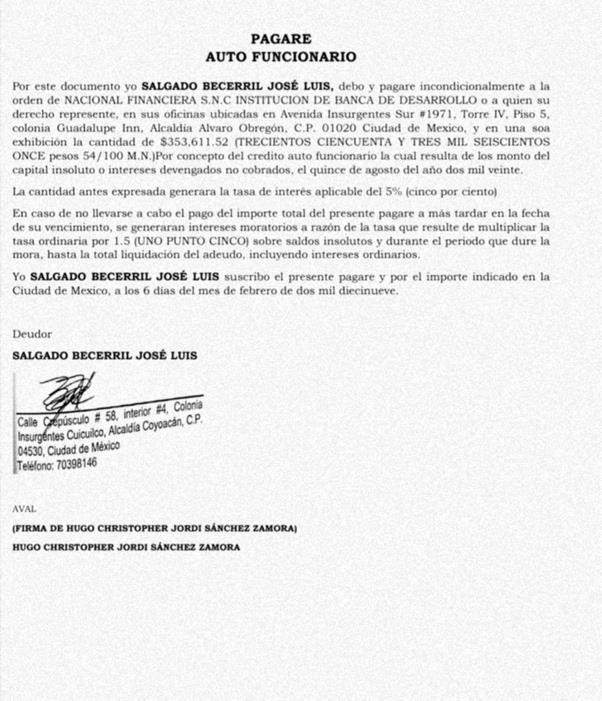 PAGARE
AUTO FUNCIONARIO
Por este documento yo SALGADO BECERRIL JOSÉ LUIS, debo y pagare incondicionalmente a la
orden de NACIONAL FINANCIERA S.N.C INSTITUCION DE BANCA DE DESARROLLO o a quien su
derecho represente, en sus oficinas ubicadas en Avenida Insurgentes Sur #1971, Torre IV, Piso 5,
colonia Guadalupe Inn, Alcaldía Alvaro Obregón, C.P. 01020 Ciudad de Mexico, y en una soa
exhibición la cantidad de $353,611.52 (TRECIENTOS CIENCUENTA Y TRES MIL SEISCIENTOS
ONCE pesos 54/100 M.N.)Por concepto del credito auto funcionario la cual resulta de los monto del
capital insoluto o intereses devengados no cobrados, el quince de agosto del año dos mil veinte.
La cantidad antes expresada generara la tasa de interés aplicable del 5% (cinco por ciento)
En caso de no llevarse a cabo el pago del importe total del presente pagare a más tardar en la fecha
de su vencimiento, se generaran intereses moratorios a razón de la tasa que resulte de multiplicar la
tasa ordinaria por 1.5 (UNO PUNTO CINCO) sobre saldos insolutos y durante el periodo que dure la
mora, hasta la total liquidación del adeudo, incluyendo intereses ordinarios.
Yo SALGADO BECERRIL JOSÉ LUIS suscribo el presente pagare y por el importe indicado en la
Ciudad de Mexico, a los 6 días del mes de febrero de dos mil diecinueve.
Deudor
SALGADO BECERRIL JOSÉ LUIS
Calle Crepúsculo # 58, interior #4, Colonia
Insurgentes Cuicuilco, Alcaldía Coyoacán, C.P.
04530, Ciudad de México
Teléfono: 70398146
AVAL
(FIRMA DE HUGO CHRISTOPHER JORDI SÁNCHEZ ZAMORA)
HUGO CHRISTOPHER JORDI SÁNCHEZ ZAMORA